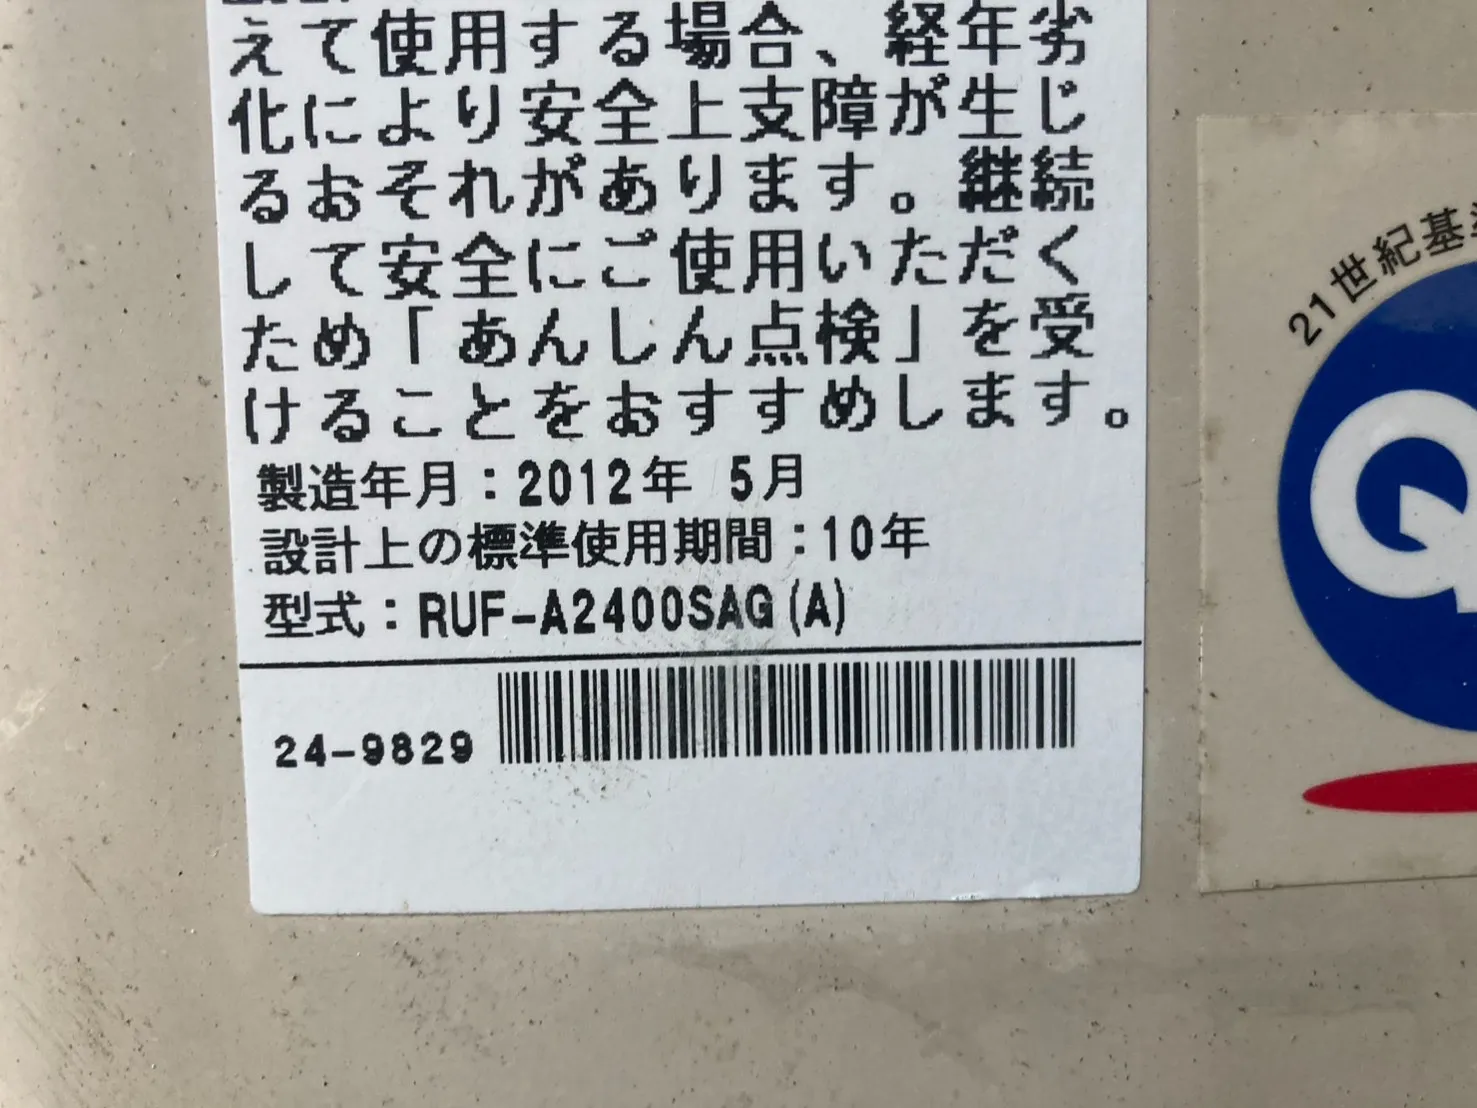 えて使用する場合、経年劣
化により安全上支障が生じ
るおそれがあります。継続
して安全にご使用いただく
ため「あんしん点検」を受
けることをおすすめします。
製造年月：2012年 5月
設計上の標準使用期間：10年
型式：RUF-A2400SAG(A)
24-9829
21世紀基
Q